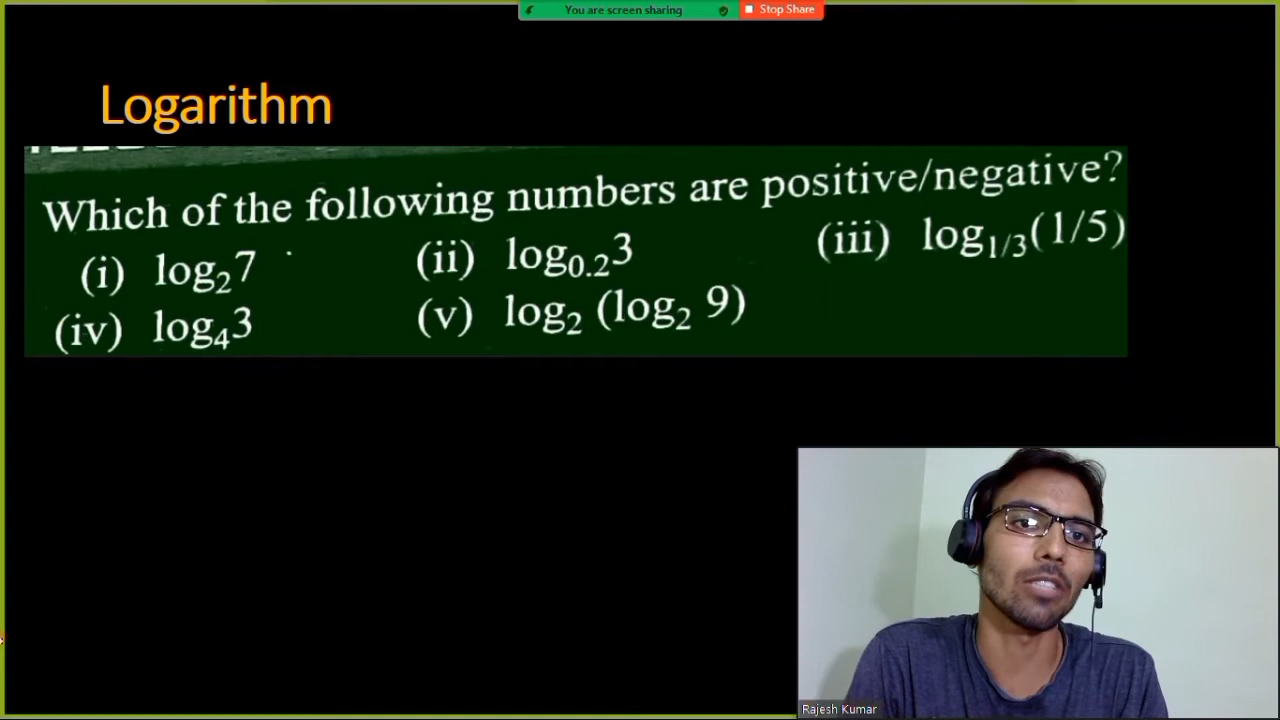 You are screen sharing Stop Share
Logarithm
Which of the following numbers are positive/negative?
(i) log₂7 (ii) log₀.₂3 (iii) log₁/₃(1/5)
(iv) log₄3 (v) log₂ (log₂ 9)
Rajesh Kumar